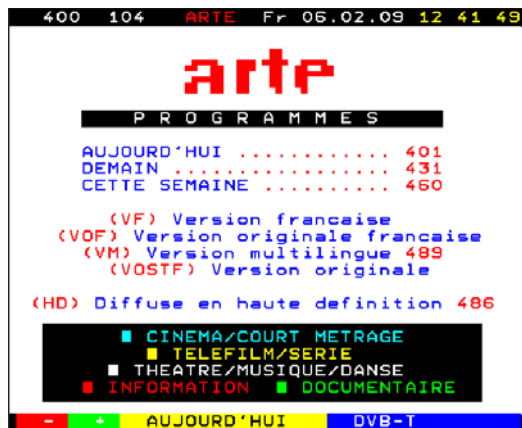 400 104 ARTE Fr 06.02.09 12 41 49
arte
PROGRAMMES
AUJOURD'HUI ............ 401
DEMAIN ................. 431
CETTE SEMAINE .......... 460
(VF) Version francaise
(VOF) Version originale francaise
(VM) Version multilingue 489
(VOSTF) Version originale
(HD) Diffuse en haute definition 486
CINEMA/COURT METRAGE
TELEFILM/SERIE
THEATRE/MUSIQUE/DANSE
INFORMATION DOCUMENTAIRE
- + AUJOURD'HUI DVB-T